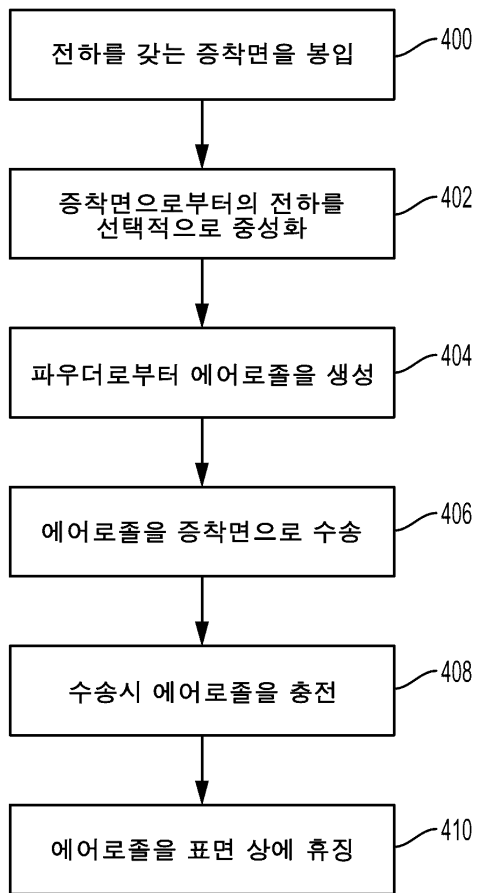 전하를 갖는 증착면을 봉입
400
증착면으로부터의 전하를
선택적으로 중성화
402
파우더로부터 에어로졸을 생성
404
에어로졸을 증착면으로 수송
406
수송시 에어로졸을 충전
408
에어로졸을 표면 상에 휴징
410